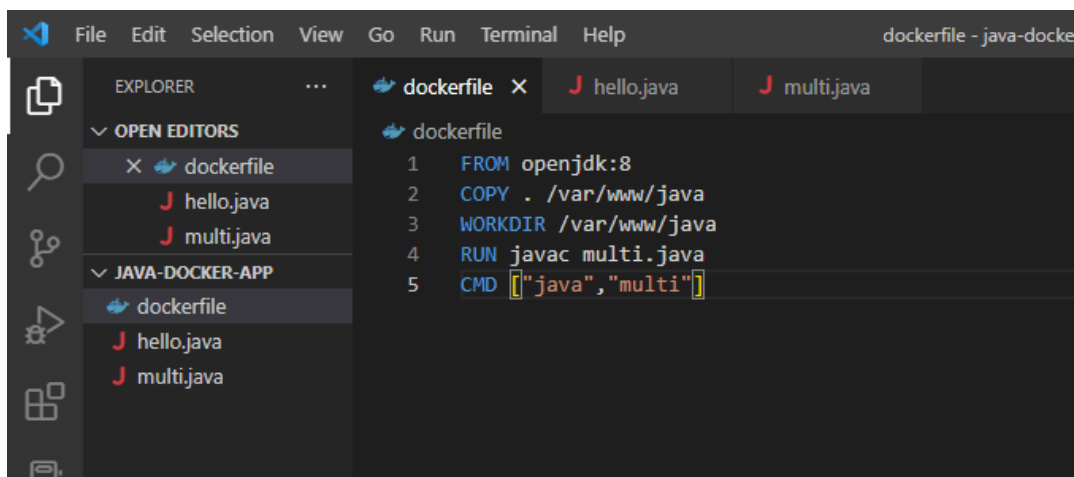 File Edit Selection View Go Run Terminal Help dockerfile - java-docke
EXPLORER ...
OPEN EDITORS
dockerfile
hello.java
multi.java
JAVA-DOCKER-APP
dockerfile
hello.java
multi.java
dockerfile hello.java multi.java
dockerfile
1 FROM openjdk:8
2 COPY . /var/www/java
3 WORKDIR /var/www/java
4 RUN javac multi.java
5 CMD ["java","multi"]